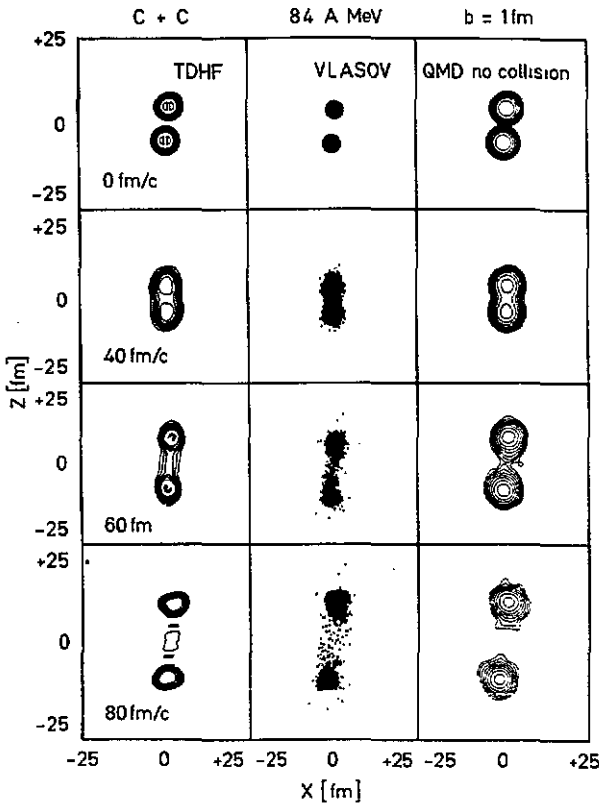 C + C 84 A MeV b = 1fm
+25
TDHF VLASOV QMD no collision
0
0 fm/c
-25
+25
0
40 fm/c
-25
Z [fm]
+25
0
60 fm
-25
+25
0
80 fm/c
-25
-25 0 +25 -25 0 +25 -25 0 +25
X [fm]